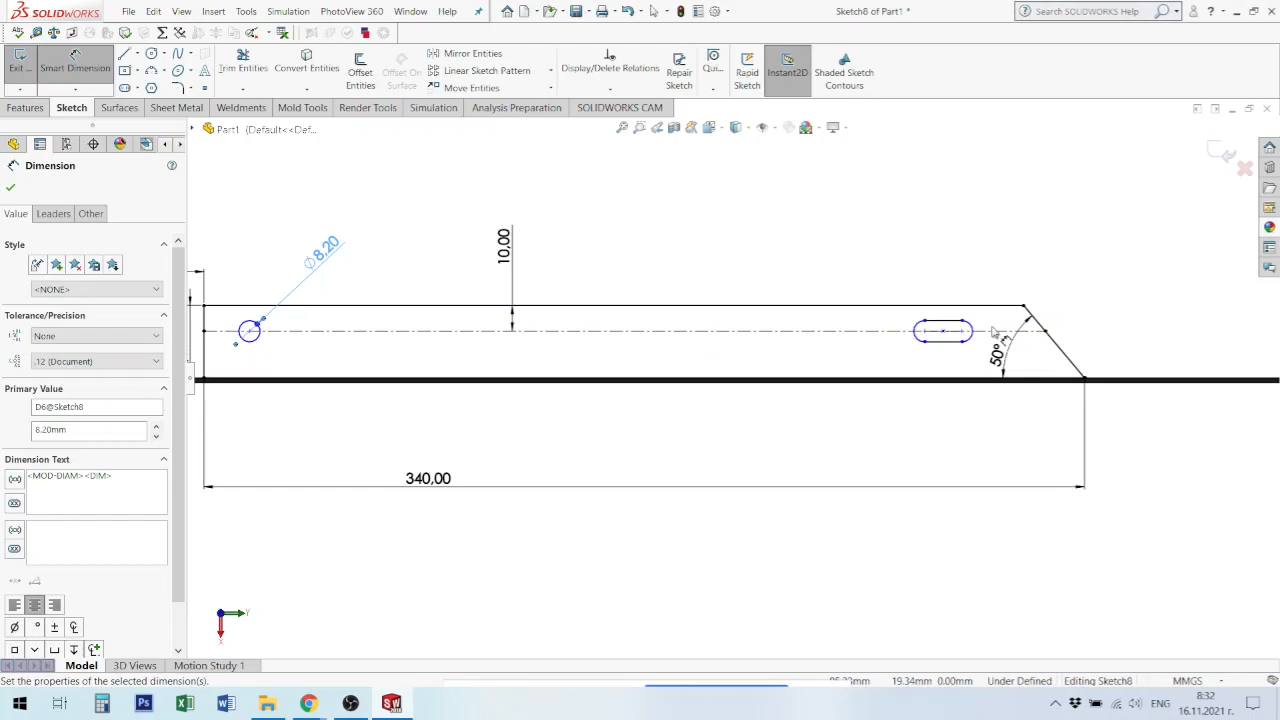 SOLIDWORKS File Edit View Insert Tools Simulation PhotoView 360 Window Help Sketch8 of Part1 * Search SOLIDWORKS Help
Exit ... Smart Dimension Trim Entities Convert Entities Offset Entities Offset On Surface Mirror Entities Linear Sketch Pattern Move Entities Display/Delete Relations Repair Sketch Qui... Rapid Sketch Instant2D Shaded Sketch Contours
Features Sketch Surfaces Sheet Metal Weldments Mold Tools Render Tools Simulation Analysis Preparation SOLIDWORKS CAM
Part1 (Default<<Def...
Dimension
Value Leaders Other
Style
<NONE>
Tolerance/Precision
None
.12 (Document)
Primary Value
D6@Sketch8
8.20mm
Dimension Text
<MOD-DIAM><DIM>
∅8,20
10,00
50°
340,00
Y
X
Model 3D Views Motion Study 1
Set the properties of the selected dimension(s). 19.34mm 0.00mm Under Defined Editing Sketch8 MMGS
ENG 8:32
16.11.2021 г.